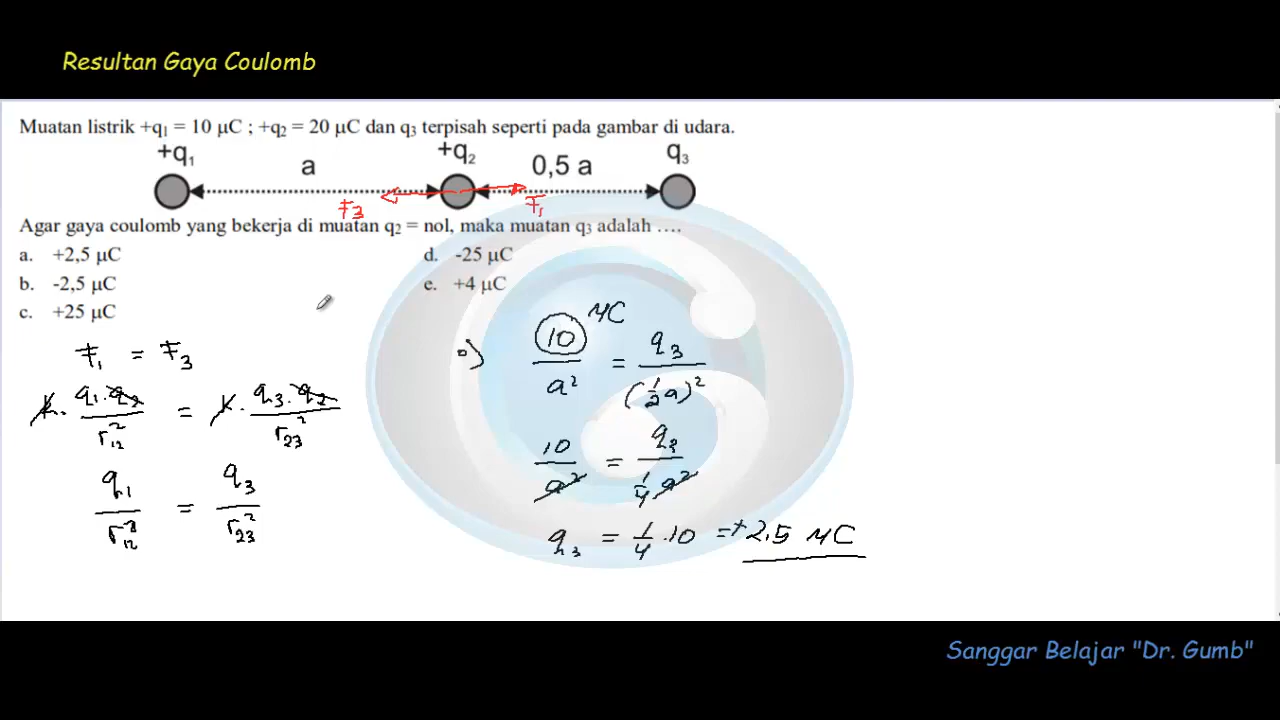 Resultan Gaya Coulomb
Muatan listrik +q₁ = 10 μC ; +q₂ = 20 μC dan q₃ terpisah seperti pada gambar di udara.
+q₁ a +q₂ 0,5 a q₃
F₃ F₁
Agar gaya coulomb yang bekerja di muatan q₂ = nol, maka muatan q₃ adalah ….
a. +2,5 μC
b. -2,5 μC
c. +25 μC
d. -25 μC
e. +4 μC
F₁ = F₃
k. q₁.q₂ / r₁₂² = k. q₃.q₂ / r₂₃²
q₁ / r₁₂² = q₃ / r₂₃²
10 μC / a² = q₃ / (½a)²
10 / a² = q₃ / ¼ a²
q₃ = ¼ .10 = +2,5 μC
Sanggar Belajar "Dr. Gumb"